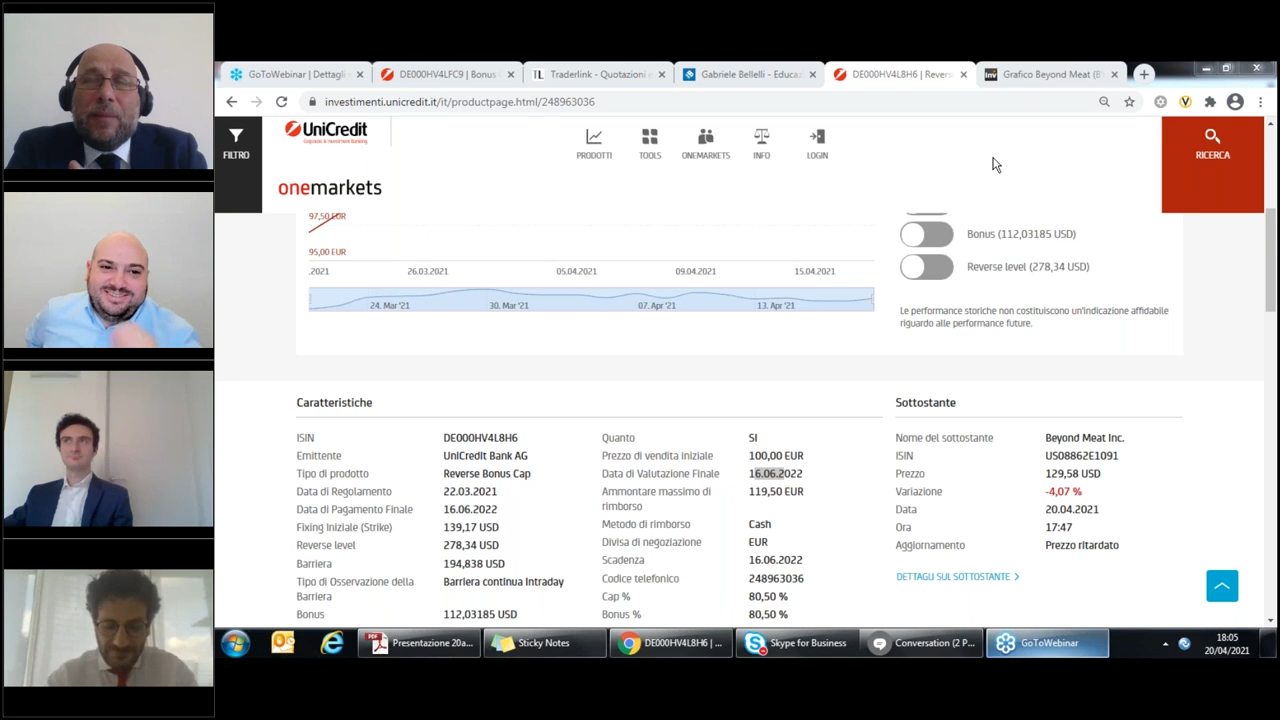 GoToWebinar | Dettagli
DE000HV4LFC9 | Bonus
Traderlink - Quotazioni e
Gabriele Bellelli - Educaz
DE000HV4L8H6 | Revers
Grafico Beyond Meat (BY
investimenti.unicredit.it/it/productpage.html/248963036
FILTRO
UniCredit
Corporate & Investment Banking
PRODOTTI
TOOLS
ONEMARKETS
INFO
LOGIN
RICERCA
onemarkets
97,50 EUR
95,00 EUR
.2021 26.03.2021 05.04.2021 09.04.2021 15.04.2021
24. Mar '21 30. Mar '21 07. Apr '21 13. Apr '21
Bonus (112,03185 USD)
Reverse level (278,34 USD)
Le performance storiche non costituiscono un'indicazione affidabile
riguardo alle performance future.
Caratteristiche
ISIN DE000HV4L8H6
Emittente UniCredit Bank AG
Tipo di prodotto Reverse Bonus Cap
Data di Regolamento 22.03.2021
Data di Pagamento Finale 16.06.2022
Fixing Iniziale (Strike) 139,17 USD
Reverse level 278,34 USD
Barriera 194,838 USD
Tipo di Osservazione della Barriera continua Intraday
Barriera
Bonus 112,03185 USD
Quanto SI
Prezzo di vendita iniziale 100,00 EUR
Data di Valutazione Finale 16.06.2022
Ammontare massimo di 119,50 EUR
rimborso
Metodo di rimborso Cash
Divisa di negoziazione EUR
Scadenza 16.06.2022
Codice telefonico 248963036
Cap % 80,50 %
Bonus % 80,50 %
Sottostante
Nome del sottostante Beyond Meat Inc.
ISIN US08862E1091
Prezzo 129,58 USD
Variazione -4,07 %
Data 20.04.2021
Ora 17:47
Aggiornamento Prezzo ritardato
DETTAGLI SUL SOTTOSTANTE
Presentazione 20a...
Sticky Notes
DE000HV4L8H6 | ...
Skype for Business
Conversation (2 P...
GoToWebinar
18:05
20/04/2021